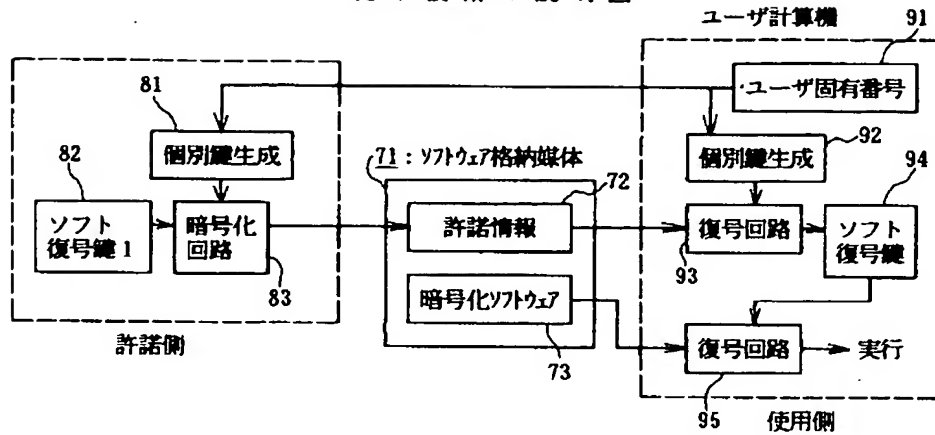 ユーザ計算機
91
81
ユーザ固有番号
82
個別鍵生成
71:ソフトウェア格納媒体
72
個別鍵生成
92
94
ソフト
復号鍵1
暗号化
回路
許諾情報
復号回路
ソフト
復号鍵
83
93
暗号化ソフトウェア
許諾側
73
復号回路
実行
95
使用側